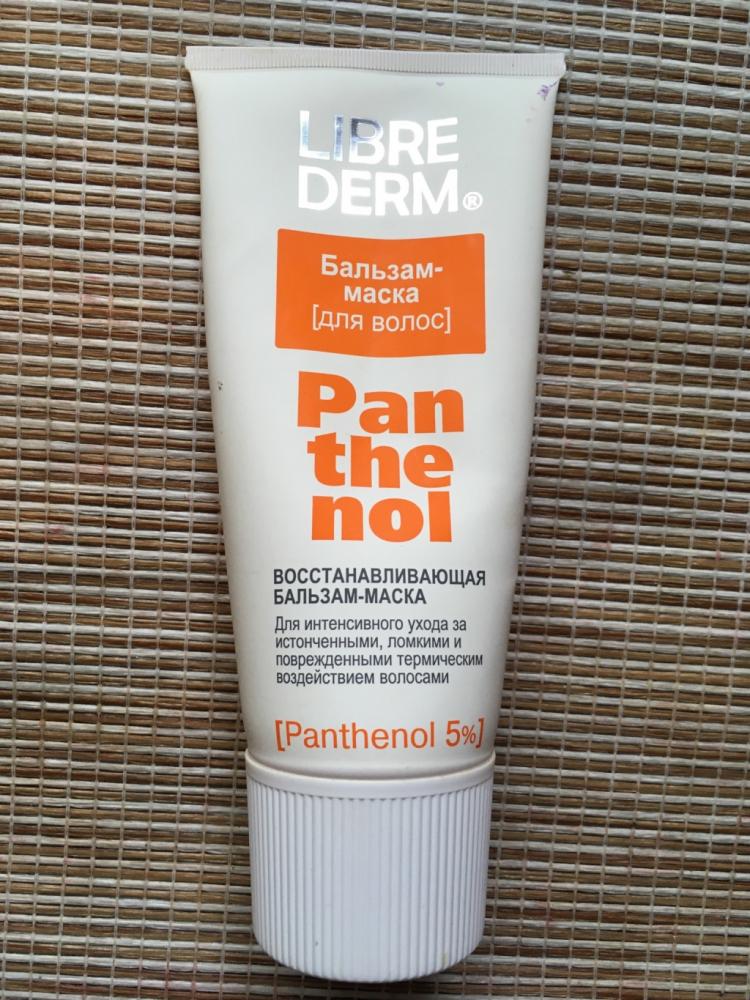 LIBRE
DERM®
Бальзам-
маска
[для волос]
Pan
the
nol
ВОССТАНАВЛИВАЮЩАЯ
БАЛЬЗАМ-МАСКА
Для интенсивного ухода за
истонченными, ломкими и
поврежденными термическим
воздействием волосами
[Panthenol 5%]